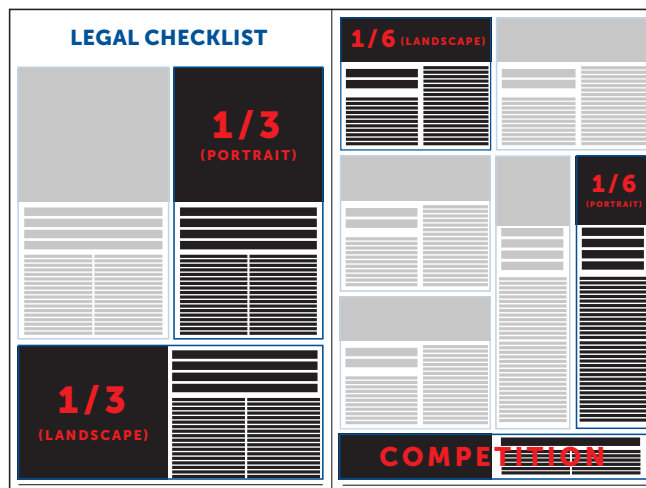 LEGAL CHECKLIST
1/3
(PORTRAIT)
1/3
(LANDSCAPE)
1/6 (LANDSCAPE)
1/6
(PORTRAIT)
COMPETITION